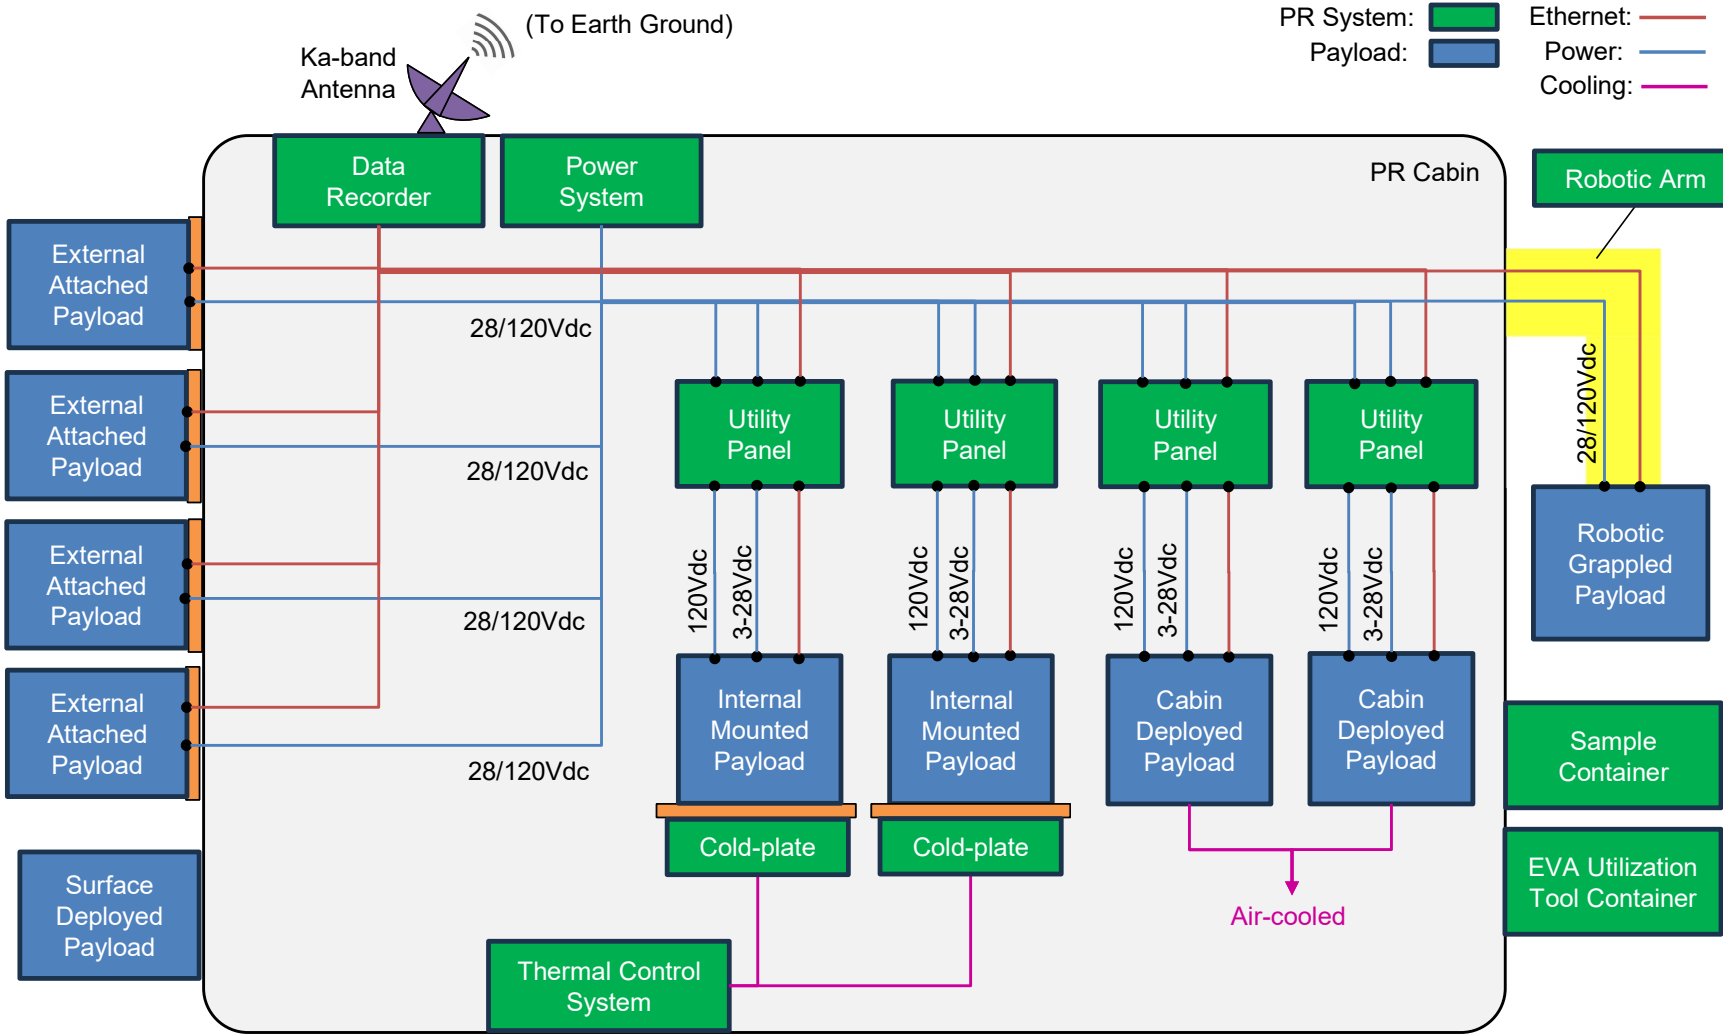 (To Earth Ground)
Ka-band
Antenna
PR System:
Payload:
Ethernet:
Power:
Cooling:
Data
Recorder
Power
System
PR Cabin
Robotic Arm
External
Attached
Payload
28/120Vdc
External
Attached
Payload
28/120Vdc
External
Attached
Payload
28/120Vdc
External
Attached
Payload
28/120Vdc
Utility
Panel
Utility
Panel
Utility
Panel
Utility
Panel
28/120Vdc
120Vdc
3-28Vdc
120Vdc
3-28Vdc
120Vdc
3-28Vdc
120Vdc
3-28Vdc
Robotic
Grappled
Payload
Internal
Mounted
Payload
Internal
Mounted
Payload
Cabin
Deployed
Payload
Cabin
Deployed
Payload
Sample
Container
Cold-plate
Cold-plate
Air-cooled
EVA Utilization
Tool Container
Surface
Deployed
Payload
Thermal Control
System